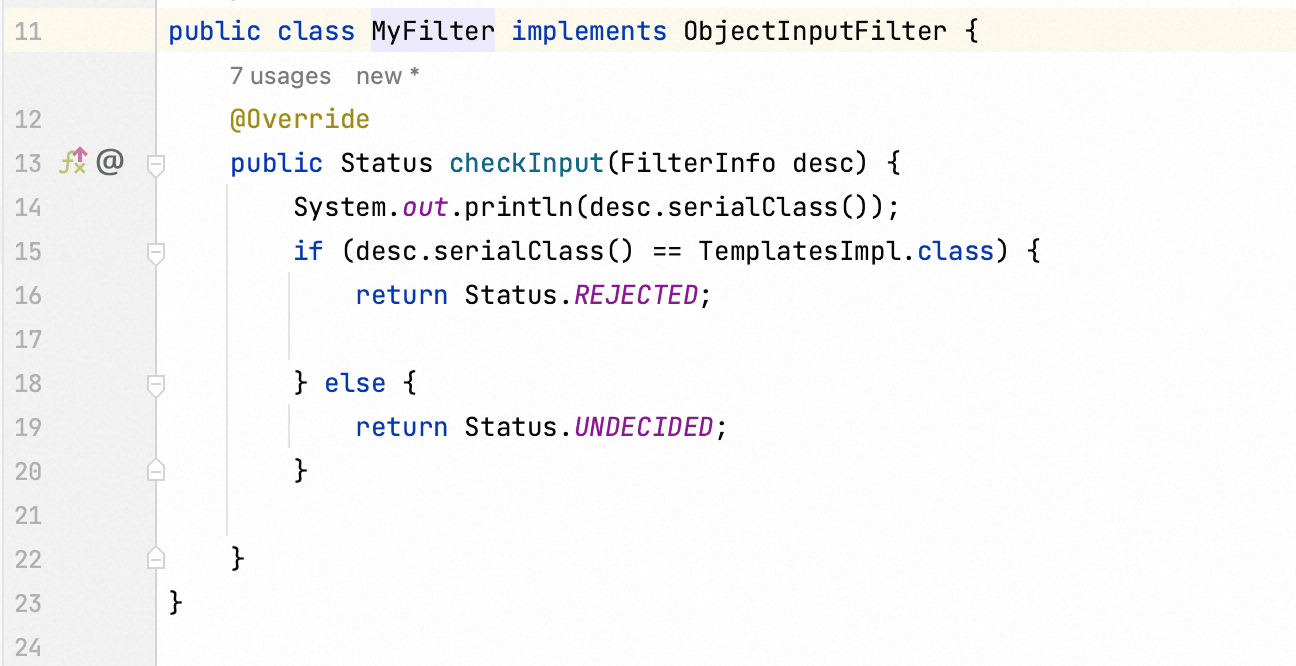 11 public class MyFilter implements ObjectInputFilter {
7 usages new *
12 @Override
13 @ public Status checkInput(FilterInfo desc) {
14 System.out.println(desc.serialClass());
15 if (desc.serialClass() == TemplatesImpl.class) {
16 return Status.REJECTED;
17
18 } else {
19 return Status.UNDECIDED;
20 }
21
22 }
23 }
24